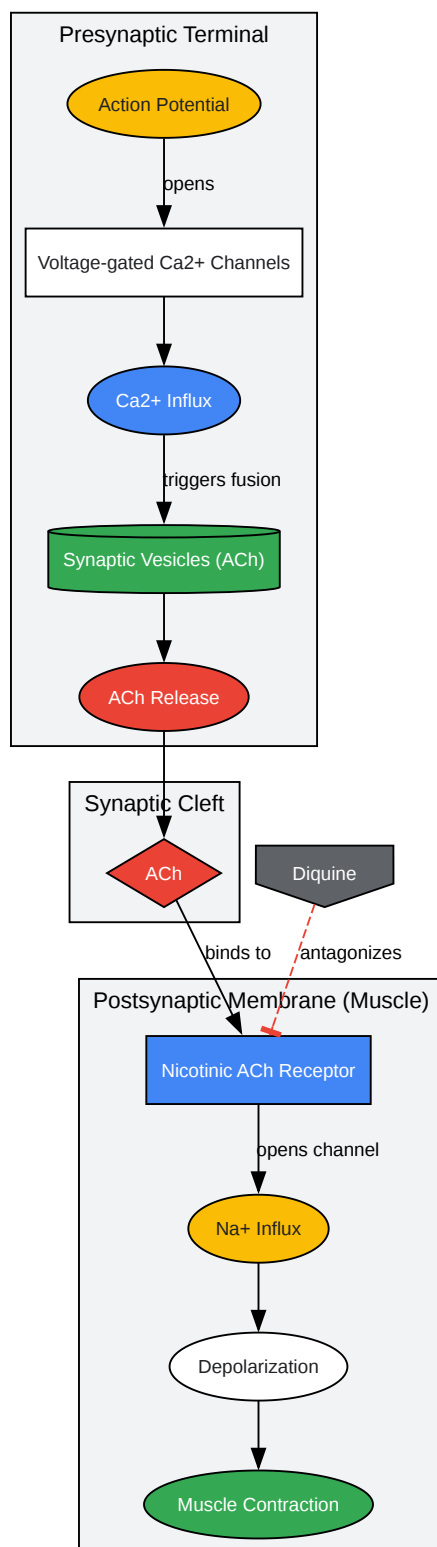 Presynaptic Terminal
Action Potential
opens
Voltage-gated Ca2+ Channels
Ca2+ Influx
triggers fusion
Synaptic Vesicles (ACh)
ACh Release
Synaptic Cleft
ACh
Diquine
binds to
antagonizes
Postsynaptic Membrane (Muscle)
Nicotinic ACh Receptor
opens channel
Na+ Influx
Depolarization
Muscle Contraction